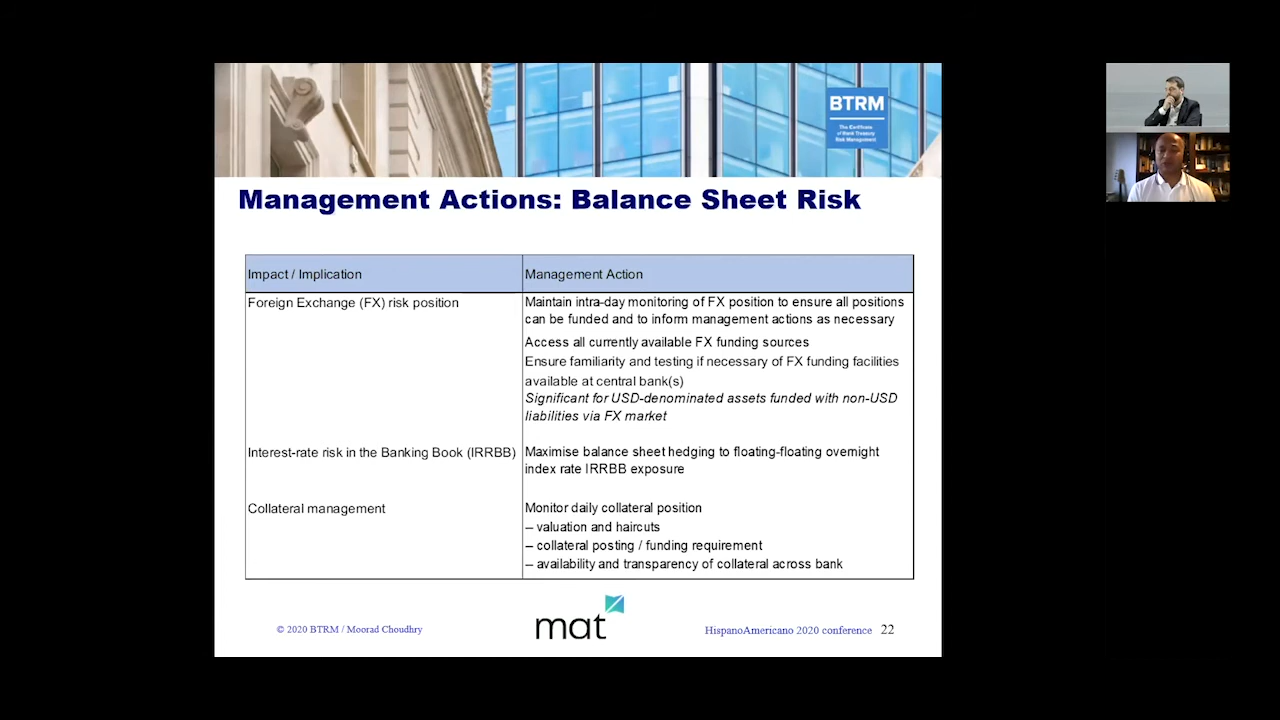 BTRM
The Certificate
of Bank Treasury
Risk Management
Management Actions: Balance Sheet Risk
Impact / Implication
Management Action
Foreign Exchange (FX) risk position
Maintain intra-day monitoring of FX position to ensure all positions
can be funded and to inform management actions as necessary
Access all currently available FX funding sources
Ensure familiarity and testing if necessary of FX funding facilities
available at central bank(s)
Significant for USD-denominated assets funded with non-USD
liabilities via FX market
Interest-rate risk in the Banking Book (IRRBB)
Maximise balance sheet hedging to floating-floating overnight
index rate IRRBB exposure
Collateral management
Monitor daily collateral position
– valuation and haircuts
– collateral posting / funding requirement
– availability and transparency of collateral across bank
© 2020 BTRM / Moorad Choudhry
mat
HispanoAmericano 2020 conference 22